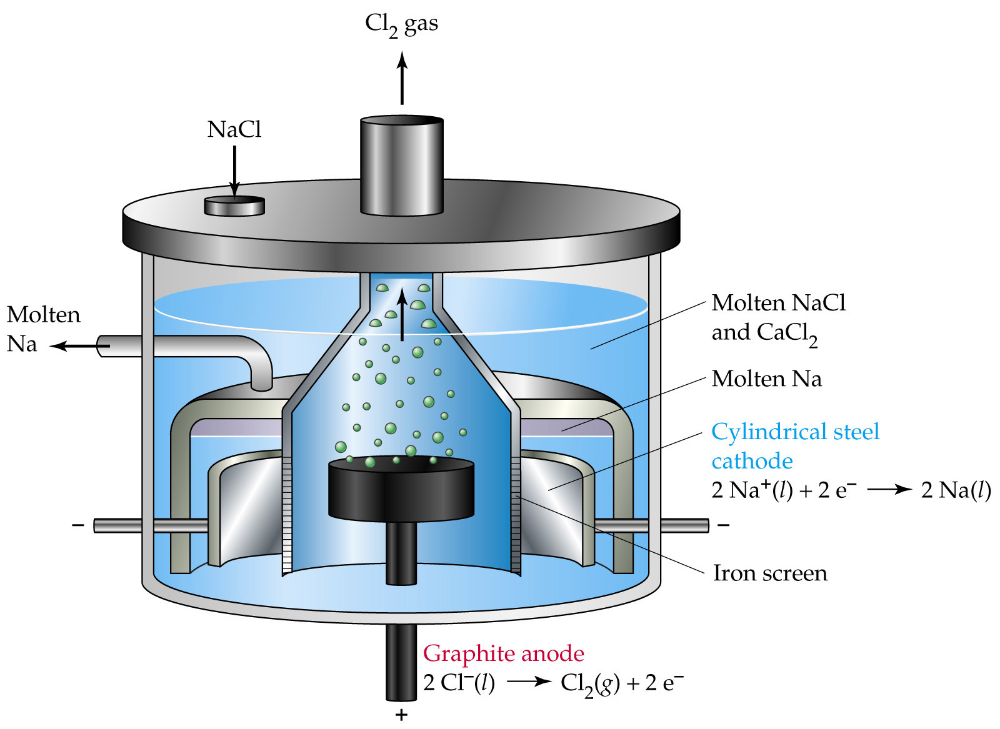 Cl₂ gas
NaCl
Molten
Na
Molten NaCl
and CaCl₂
Molten Na
Cylindrical steel
cathode
2 Na⁺(l) + 2 e⁻ ⟶ 2 Na(l)
–
–
Iron screen
Graphite anode
2 Cl⁻(l) ⟶ Cl₂(g) + 2 e⁻
+